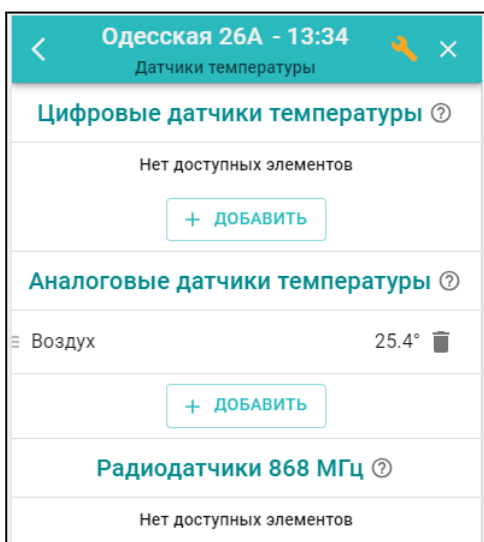 Одесская 26А - 13:34
Датчики температуры
Цифровые датчики температуры ?
Нет доступных элементов
+ ДОБАВИТЬ
Аналоговые датчики температуры ?
Воздух 25.4°
+ ДОБАВИТЬ
Радиодатчики 868 МГц ?
Нет доступных элементов